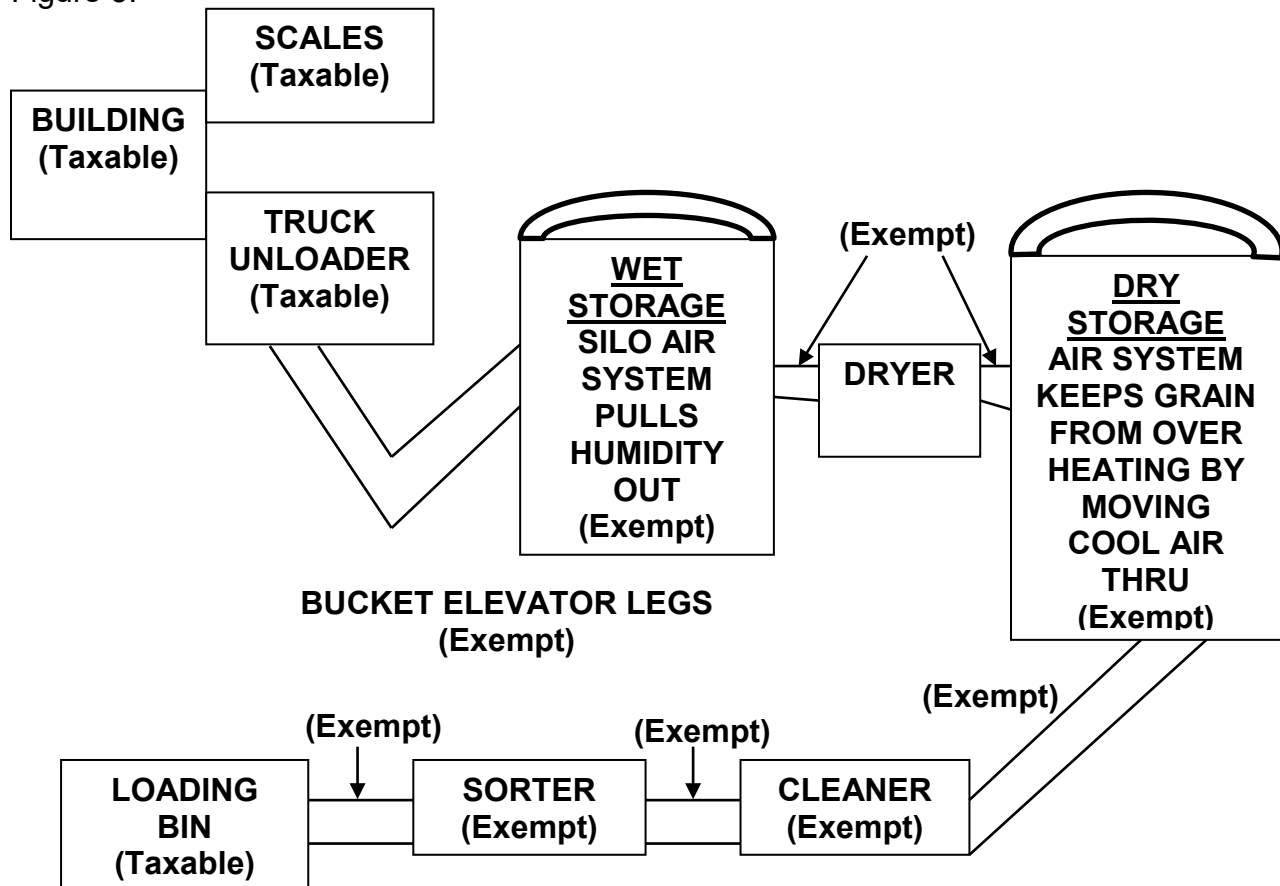 SCALES
(Taxable)
BUILDING
(Taxable)
TRUCK
UNLOADER
(Taxable)
WET
STORAGE
SILO AIR
SYSTEM
PULLS
HUMIDITY
OUT
(Exempt)
(Exempt)
DRYER
DRY
STORAGE
AIR SYSTEM
KEEPS GRAIN
FROM OVER
HEATING BY
MOVING
COOL AIR
THRU
(Exempt)
BUCKET ELEVATOR LEGS
(Exempt)
(Exempt)
(Exempt)
(Exempt)
LOADING
BIN
(Taxable)
SORTER
(Exempt)
CLEANER
(Exempt)